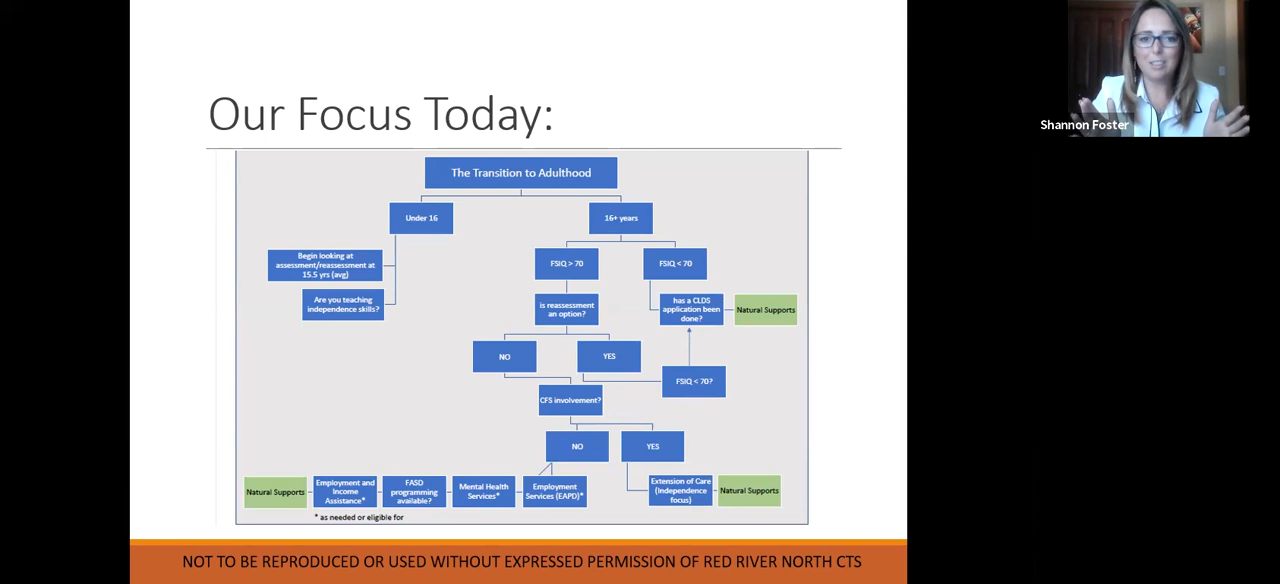 Our Focus Today:
Shannon Foster
The Transition to Adulthood
Under 16
16+ years
Begin looking at
assessment/reassessment at
15.5 yrs (avg)
Are you teaching
independence skills?
FSIQ > 70
FSIQ < 70
is reassessment
an option?
has a CLDS
application been
done?
Natural Supports
NO
YES
FSIQ < 70?
CFS involvement?
NO
YES
Natural Supports
Employment and
Income
Assistance*
FASD
programming
available?
Mental Health
Services*
Employment
Services (EAPD)*
Extension of Care
(Independence
focus)
Natural Supports
* as needed or eligible for
NOT TO BE REPRODUCED OR USED WITHOUT EXPRESSED PERMISSION OF RED RIVER NORTH CTS